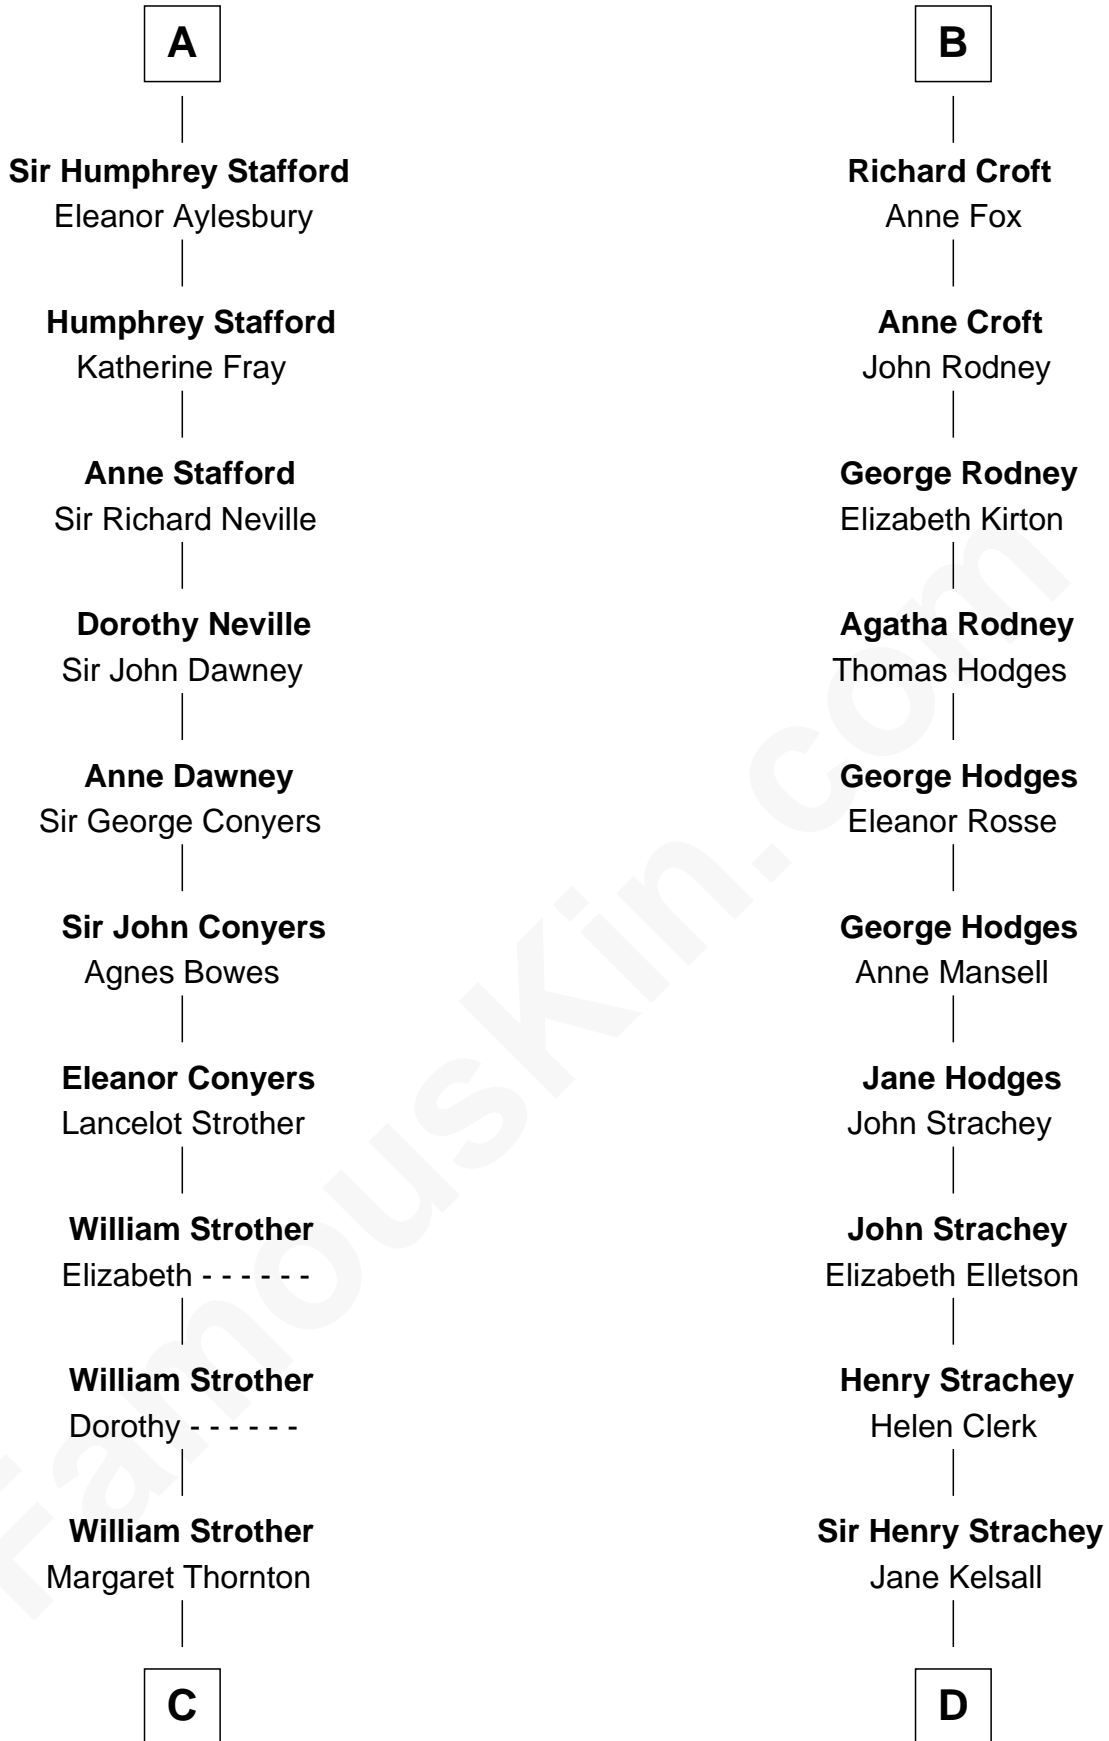 A
Sir Humphrey Stafford
Eleanor Aylesbury
Humphrey Stafford
Katherine Fray
Anne Stafford
Sir Richard Neville
Dorothy Neville
Sir John Dawney
Anne Dawney
Sir George Conyers
Sir John Conyers
Agnes Bowes
Eleanor Conyers
Lancelot Strother
William Strother
Elizabeth - - - - - -
William Strother
Dorothy - - - - - -
William Strother
Margaret Thornton
C
B
Richard Croft
Anne Fox
Anne Croft
John Rodney
George Rodney
Elizabeth Kirton
Agatha Rodney
Thomas Hodges
George Hodges
Eleanor Rosse
George Hodges
Anne Mansell
Jane Hodges
John Strachey
John Strachey
Elizabeth Elletson
Henry Strachey
Helen Clerk
Sir Henry Strachey
Jane Kelsall
D
FamousKin.com